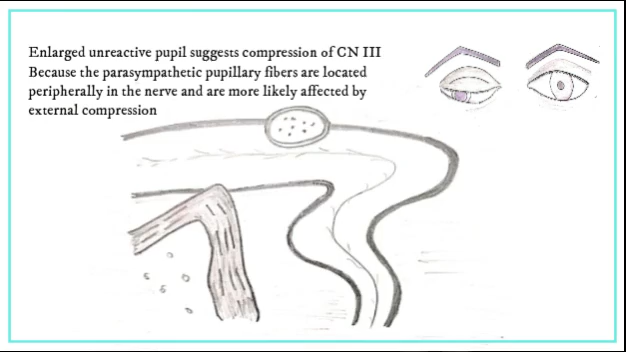 Enlarged unreactive pupil suggests compression of CN III
Because the parasympathetic pupillary fibers are located
peripherally in the nerve and are more likely affected by
external compression